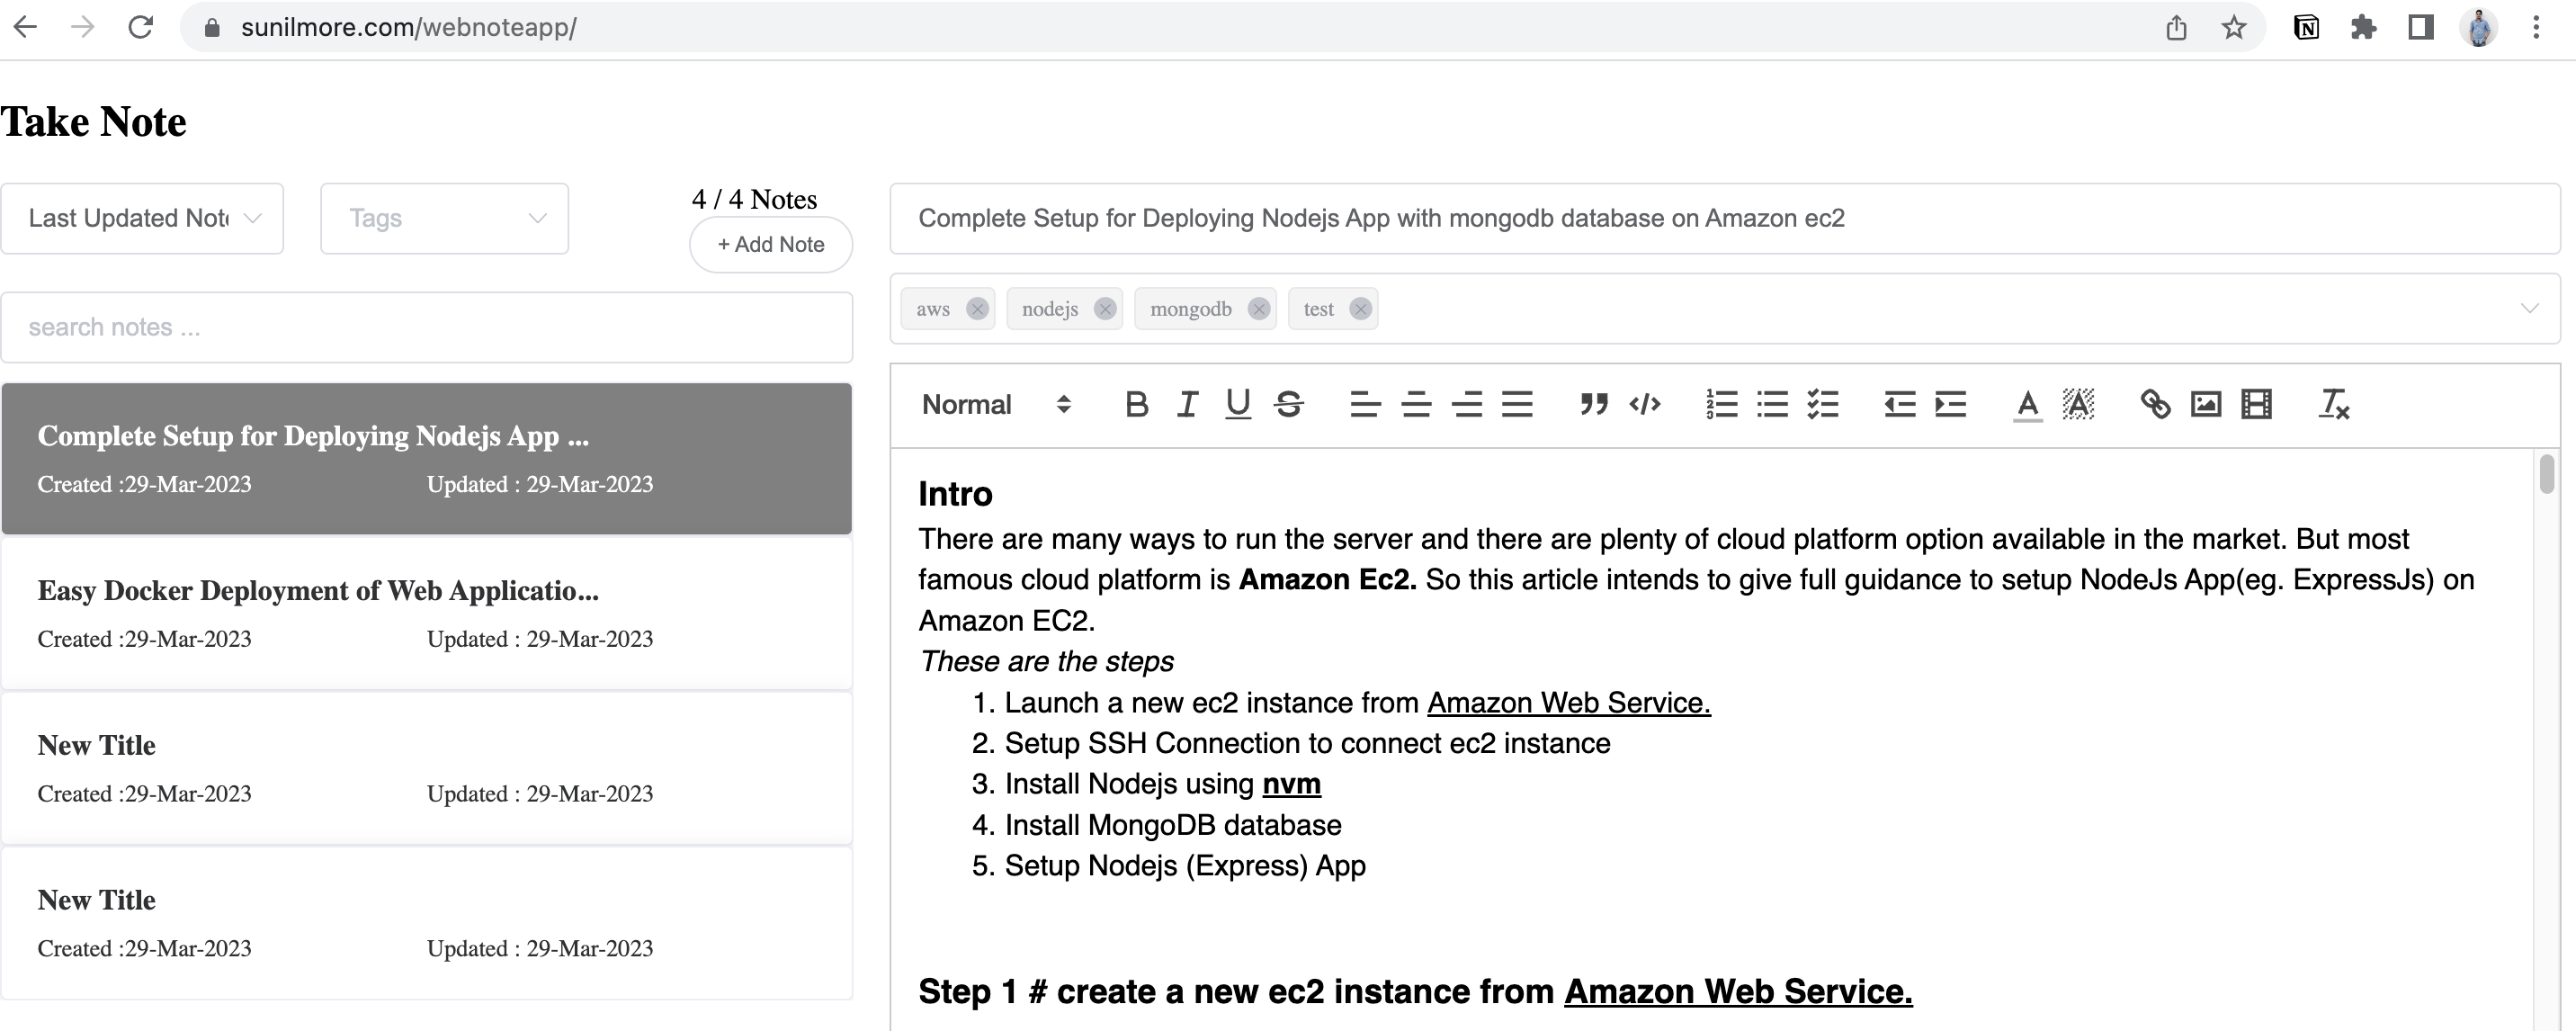 sunilmore.com/webnoteapp/
Take Note
Last Updated Note
Tags
4 / 4 Notes
+ Add Note
search notes ...
Complete Setup for Deploying Nodejs App ...
Created :29-Mar-2023 Updated : 29-Mar-2023
Easy Docker Deployment of Web Applicatio...
Created :29-Mar-2023 Updated : 29-Mar-2023
New Title
Created :29-Mar-2023 Updated : 29-Mar-2023
New Title
Created :29-Mar-2023 Updated : 29-Mar-2023
Complete Setup for Deploying Nodejs App with mongodb database on Amazon ec2
aws nodejs mongodb test
Normal
Intro
There are many ways to run the server and there are plenty of cloud platform option available in the market. But most
famous cloud platform is Amazon Ec2. So this article intends to give full guidance to setup NodeJs App(eg. ExpressJs) on
Amazon EC2.
These are the steps
1. Launch a new ec2 instance from Amazon Web Service.
2. Setup SSH Connection to connect ec2 instance
3. Install Nodejs using nvm
4. Install MongoDB database
5. Setup Nodejs (Express) App
Step 1 # create a new ec2 instance from Amazon Web Service.